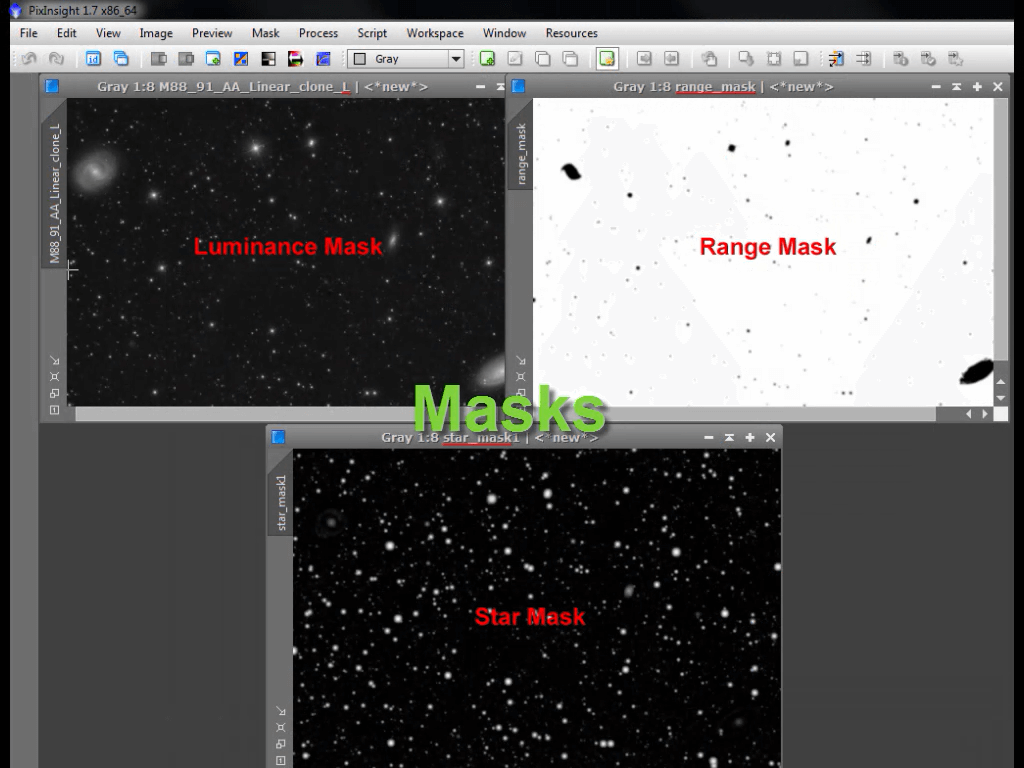 PixInsight 1.7 x86_64
File Edit View Image Preview Mask Process Script Workspace Window Resources
id Gray
Gray 1:8 M88_91_AA_Linear_clone_L | <*new*>
Gray 1:8 range_mask | <*new*>
M88_91_AA_Linear_clone_L
range_mask
Luminance Mask
Range Mask
Masks
Gray 1:8 star_mask1 | <*new*>
star_mask1
Star Mask